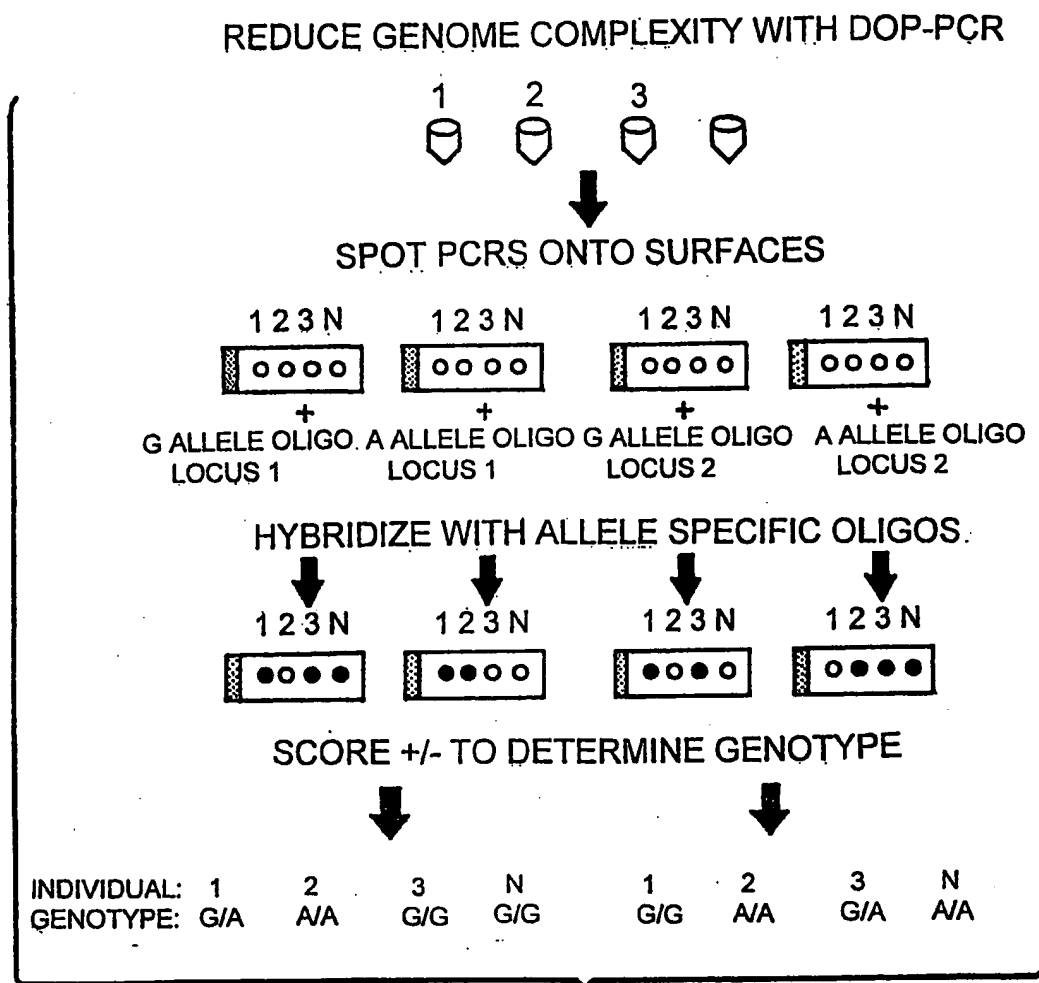 REDUCE GENOME COMPLEXITY WITH DOP-PCR
1 2 3
SPOT PCRS ONTO SURFACES
1 2 3 N 1 2 3 N 1 2 3 N 1 2 3 N
+ + + +
G ALLELE OLIGO. A ALLELE OLIGO G ALLELE OLIGO A ALLELE OLIGO
LOCUS 1 LOCUS 1 LOCUS 2 LOCUS 2
HYBRIDIZE WITH ALLELE SPECIFIC OLIGOS.
1 2 3 N 1 2 3 N 1 2 3 N 1 2 3 N
SCORE +/- TO DETERMINE GENOTYPE
INDIVIDUAL: 1 2 3 N 1 2 3 N
GENOTYPE: G/A A/A G/G G/G G/G A/A G/A A/A